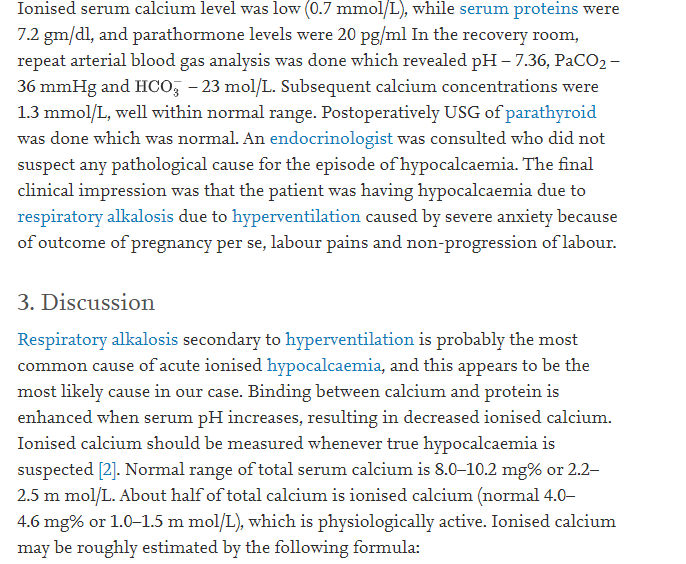 Ionised serum calcium level was low (0.7 mmol/L), while serum proteins were
7.2 gm/dl, and parathormone levels were 20 pg/ml In the recovery room,
repeat arterial blood gas analysis was done which revealed pH – 7.36, PaCO₂ –
36 mmHg and HCO₃⁻ – 23 mol/L. Subsequent calcium concentrations were
1.3 mmol/L, well within normal range. Postoperatively USG of parathyroid
was done which was normal. An endocrinologist was consulted who did not
suspect any pathological cause for the episode of hypocalcaemia. The final
clinical impression was that the patient was having hypocalcaemia due to
respiratory alkalosis due to hyperventilation caused by severe anxiety because
of outcome of pregnancy per se, labour pains and non-progression of labour.
3. Discussion
Respiratory alkalosis secondary to hyperventilation is probably the most
common cause of acute ionised hypocalcaemia, and this appears to be the
most likely cause in our case. Binding between calcium and protein is
enhanced when serum pH increases, resulting in decreased ionised calcium.
Ionised calcium should be measured whenever true hypocalcaemia is
suspected [2]. Normal range of total serum calcium is 8.0–10.2 mg% or 2.2–
2.5 m mol/L. About half of total calcium is ionised calcium (normal 4.0–
4.6 mg% or 1.0–1.5 m mol/L), which is physiologically active. Ionised calcium
may be roughly estimated by the following formula: